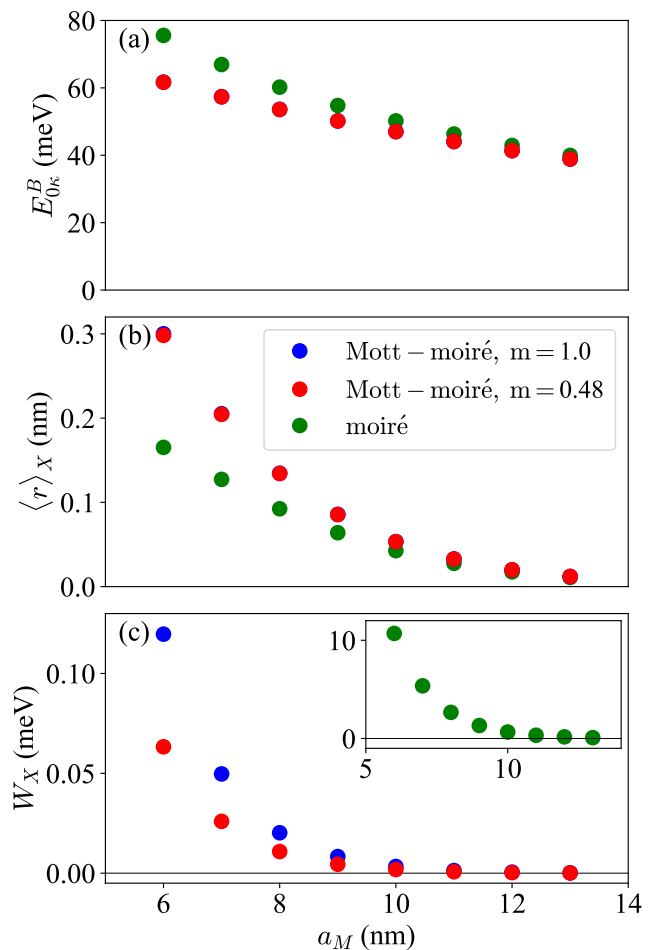 (a)
80
60
40
20
0
E^B_{0κ} (meV)
(b)
0.3
0.2
0.1
0.0
⟨r⟩_X (nm)
Mott − moiré, m = 1.0
Mott − moiré, m = 0.48
moiré
(c)
0.10
0.05
0.00
W_X (meV)
10
0
5 10
6 8 10 12 14
a_M (nm)